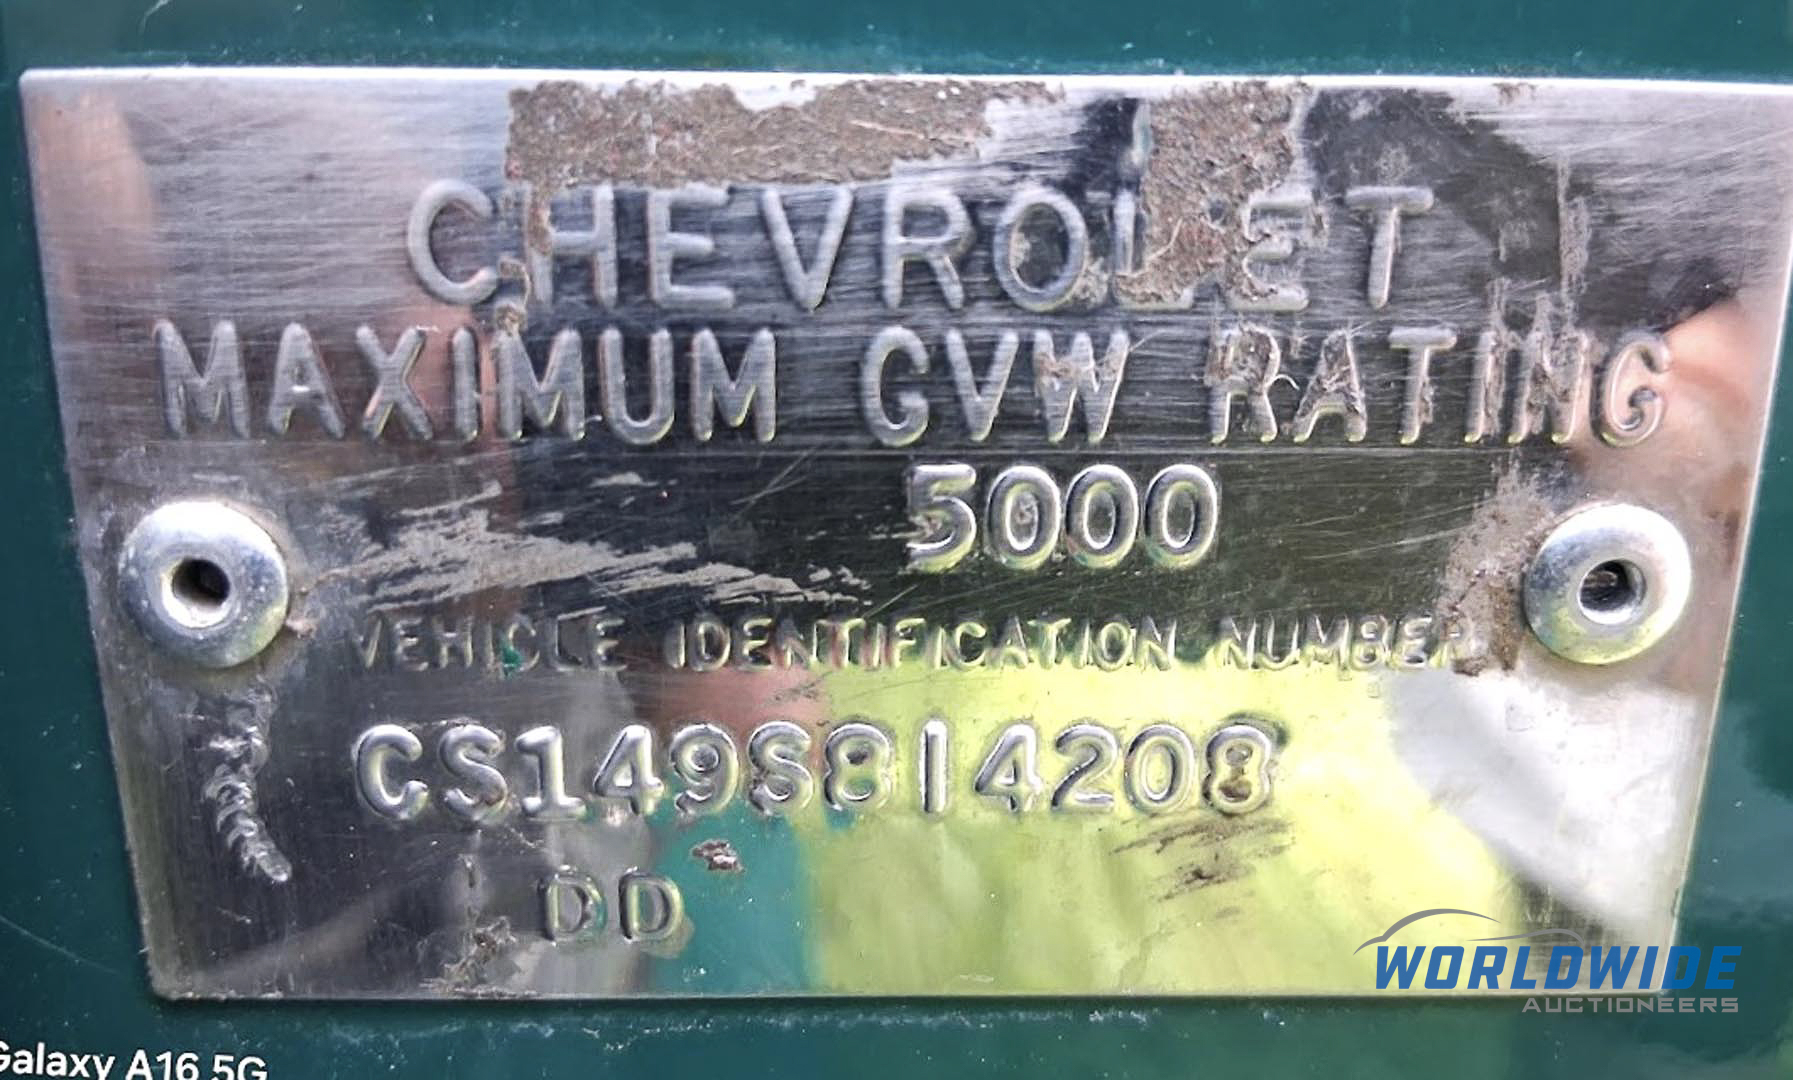 CHEVROLET
MAXIMUM GVW RATING
5000
VEHICLE IDENTIFICATION NUMBER
CS149S814208
DD
WORLDWIDE
AUCTIONEERS
Galaxy A16 5G